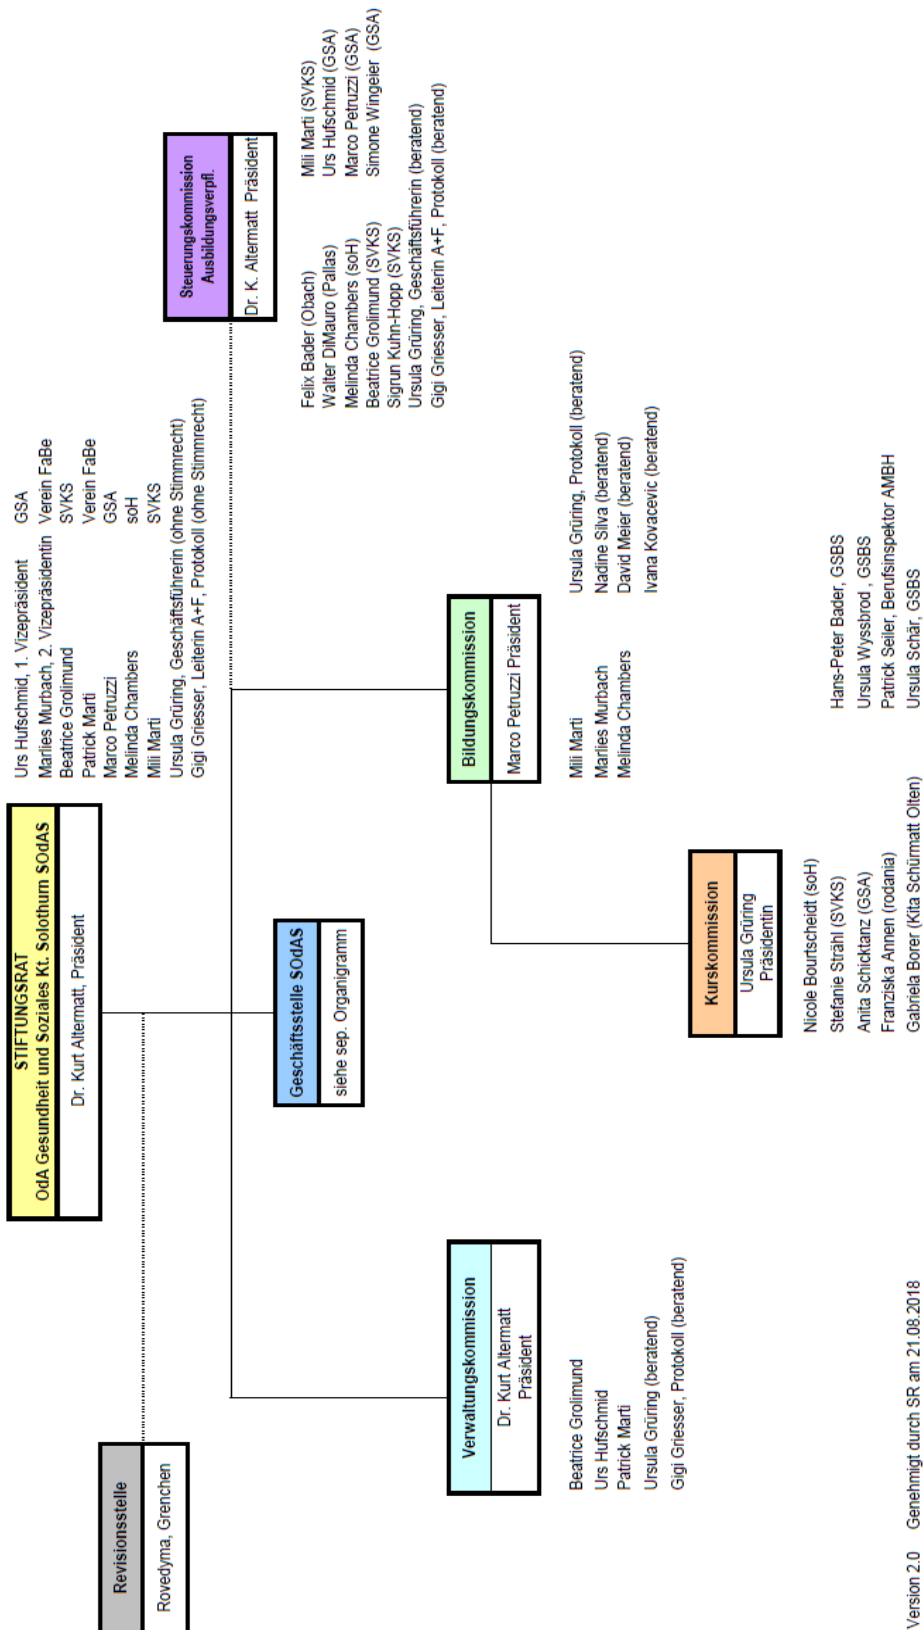 STIFTUNGSRAT
OdA Gesundheit und Soziales Kt. Solothurn SOdAS
Dr. Kurt Altermatt, Präsident
Urs Hufschmid, 1. Vizepräsident GSA
Marlies Murbach, 2. Vizepräsidentin Verein FaBe
Beatrice Grolimund SVKS
Patrick Marti Verein FaBe
Marco Petruzzi GSA
Melinda Chambers soH
Mili Marti SVKS
Ursula Grüring, Geschäftsführerin (ohne Stimmrecht)
Gigi Griesser, Leiterin A+F, Protokoll (ohne Stimmrecht)
Revisionsstelle
Rovedyma, Grenchen
Steuerungskommission
Ausbildungsverpfl.
Dr. K. Altermatt Präsident
Felix Bader (Obach) Mili Marti (SVKS)
Walter DiMauro (Pallas) Urs Hufschmid (GSA)
Melinda Chambers (soH) Marco Petruzzi (GSA)
Beatrice Grolimund (SVKS) Simone Wingeier (GSA)
Sigrun Kuhn-Hopp (SVKS)
Ursula Grüring, Geschäftsführerin (beratend)
Gigi Griesser, Leiterin A+F, Protokoll (beratend)
Geschäftsstelle SOdAS
siehe sep. Organigramm
Verwaltungskommission
Dr. Kurt Altermatt
Präsident
Beatrice Grolimund
Urs Hufschmid
Patrick Marti
Ursula Grüring (beratend)
Gigi Griesser, Protokoll (beratend)
Bildungskommission
Marco Petruzzi Präsident
Mili Marti Ursula Grüring, Protokoll (beratend)
Marlies Murbach Nadine Silva (beratend)
Melinda Chambers David Meier (beratend)
Ivana Kovacevic (beratend)
Kurskommission
Ursula Grüring
Präsidentin
Nicole Bourtscheidt (soH) Hans-Peter Bader, GSBS
Stefanie Strähl (SVKS) Ursula Wyssbrod , GSBS
Anita Schicktanz (GSA) Patrick Seiler, Berufsinspektor AMBH
Franziska Annen (rodania) Ursula Schär, GSBS
Gabriela Borer (Kita Schürmatt Olten)
Version 2.0 Genehmigt durch SR am 21.08.2018